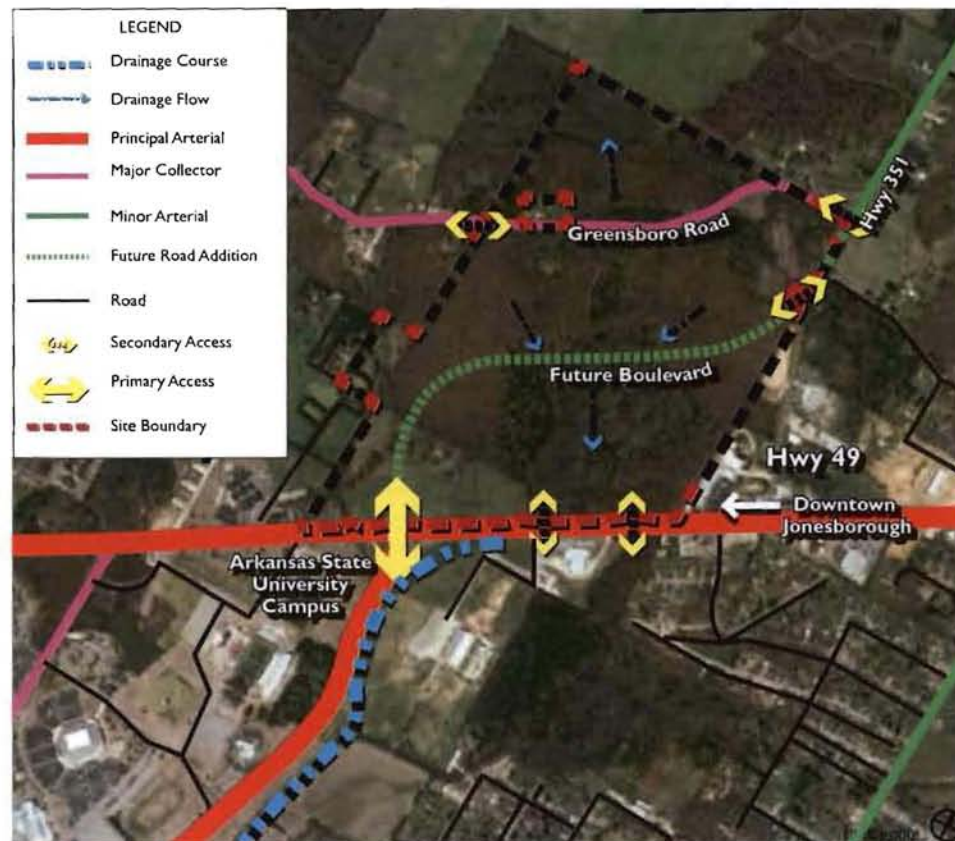 LEGEND
Drainage Course
Drainage Flow
Principal Arterial
Major Collector
Minor Arterial
Future Road Addition
Road
Secondary Access
Primary Access
Site Boundary
Hwy 351
Greensboro Road
Future Boulevard
Hwy 49
Downtown
Jonesborough
Arkansas State
University
Campus